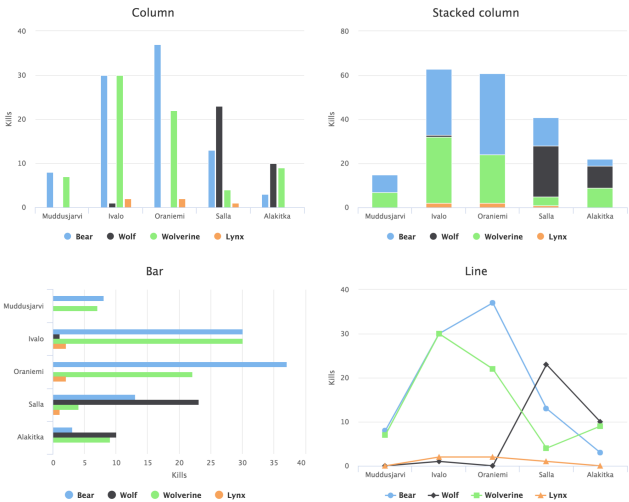 Column
40
30
20
10
0
Kills
Muddusjarvi Ivalo Oraniemi Salla Alakitka
Bear Wolf Wolverine Lynx
Stacked column
80
60
40
20
0
Kills
Muddusjarvi Ivalo Oraniemi Salla Alakitka
Bear Wolf Wolverine Lynx
Bar
Muddusjarvi
Ivalo
Oraniemi
Salla
Alakitka
0 5 10 15 20 25 30 35 40
Kills
Bear Wolf Wolverine Lynx
Line
40
30
20
10
0
Kills
Muddusjarvi Ivalo Oraniemi Salla Alakitka
Bear Wolf Wolverine Lynx